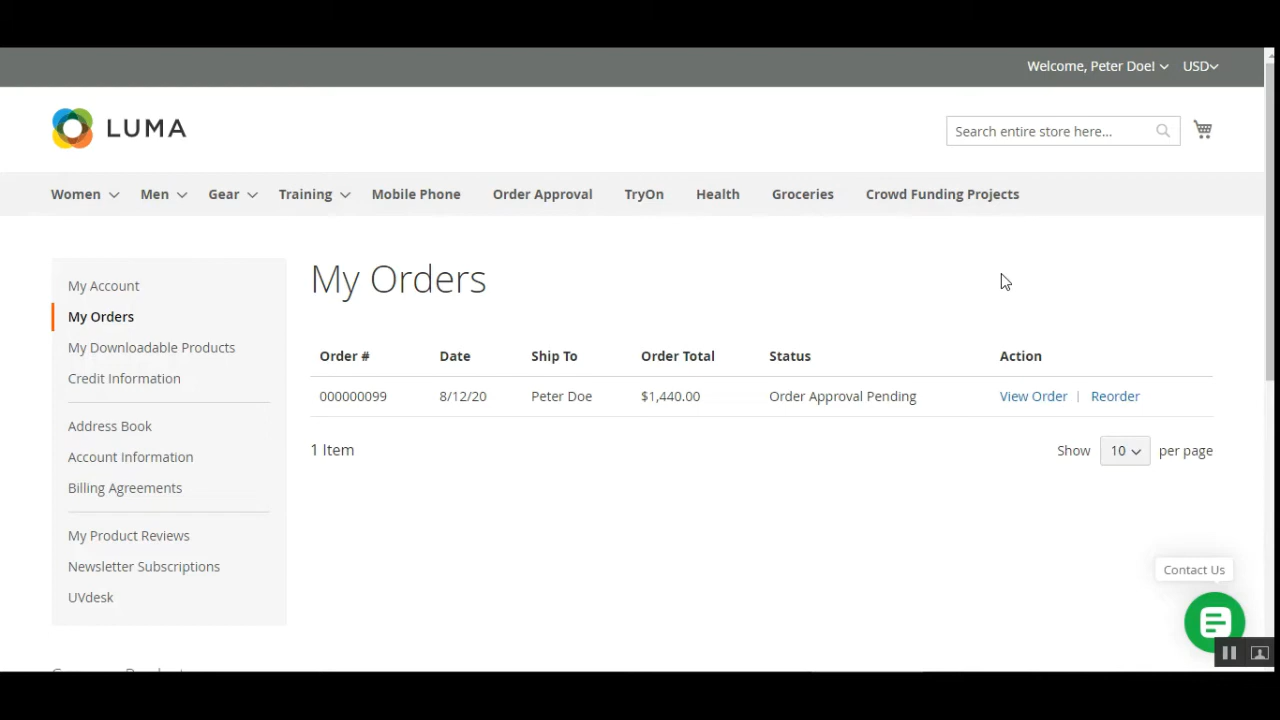 Welcome, Peter Doe! USD
LUMA
Search entire store here...
Women Men Gear Training Mobile Phone Order Approval TryOn Health Groceries Crowd Funding Projects
My Account
My Orders
My Downloadable Products
Credit Information
Address Book
Account Information
Billing Agreements
My Product Reviews
Newsletter Subscriptions
UVdesk
My Orders
Order # Date Ship To Order Total Status Action
000000099 8/12/20 Peter Doe $1,440.00 Order Approval Pending View Order | Reorder
1 Item
Show 10 per page
Contact Us